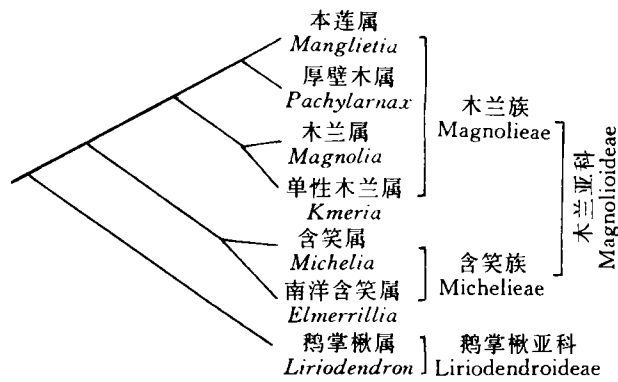 本莲属
Manglietia
厚壁木属
Pachylarnax
木兰属
Magnolia
单性木兰属
Kmeria
含笑属
Michelia
南洋含笑属
Elmerrillia
鹅掌楸属
Liriodendron
木兰族
Magnolieae
含笑族
Michelieae
鹅掌楸亚科
Liriodendroideae
木兰亚科
Magnolioideae